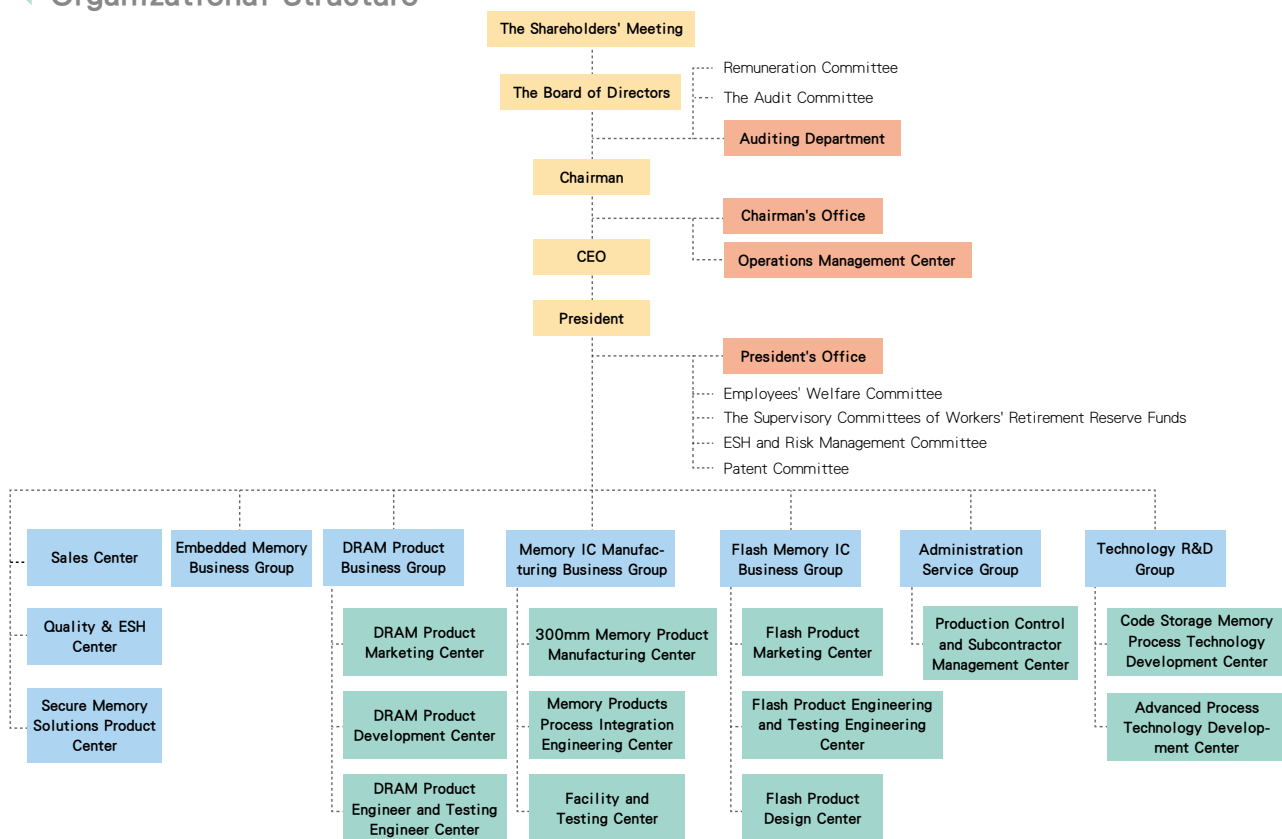 Organizational Structure
The Shareholders' Meeting
Remuneration Committee
The Board of Directors
The Audit Committee
Auditing Department
Chairman
Chairman's Office
CEO
Operations Management Center
President
President's Office
Employees' Welfare Committee
The Supervisory Committees of Workers' Retirement Reserve Funds
ESH and Risk Management Committee
Patent Committee
Sales Center
Quality & ESH
Center
Secure Memory
Solutions Product
Center
Embedded Memory
Business Group
DRAM Product
Business Group
DRAM Product
Marketing Center
DRAM Product
Development Center
DRAM Product
Engineer and Testing
Engineer Center
Memory IC Manufac-
turing Business Group
300mm Memory Product
Manufacturing Center
Memory Products
Process Integration
Engineering Center
Facility and
Testing Center
Flash Memory IC
Business Group
Flash Product
Marketing Center
Flash Product Engineering
and Testing Engineering
Center
Flash Product
Design Center
Administration
Service Group
Production Control
and Subcontractor
Management Center
Technology R&D
Group
Code Storage Memory
Process Technology
Development Center
Advanced Process
Technology Develop-
ment Center